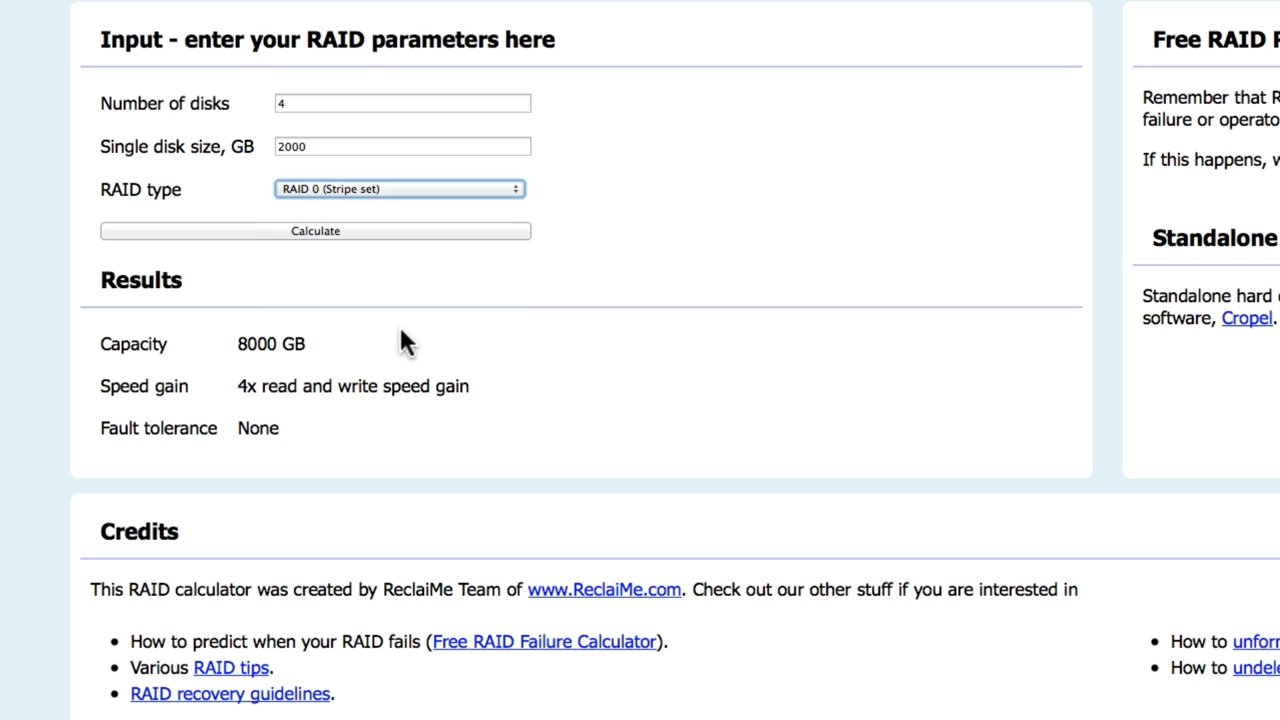 Input - enter your RAID parameters here
Number of disks 4
Single disk size, GB 2000
RAID type RAID 0 (Stripe set)
Calculate
Results
Capacity 8000 GB
Speed gain 4x read and write speed gain
Fault tolerance None
Free RAID
Remember that
failure or
If this happens,
Standalone
Standalone hard
software, Cropel.
Credits
This RAID calculator was created by ReclaiMe Team of www.ReclaiMe.com. Check out our other stuff if you are interested in
• How to predict when your RAID fails (Free RAID Failure Calculator).
• Various RAID tips.
• RAID recovery guidelines.
• How to
• How to